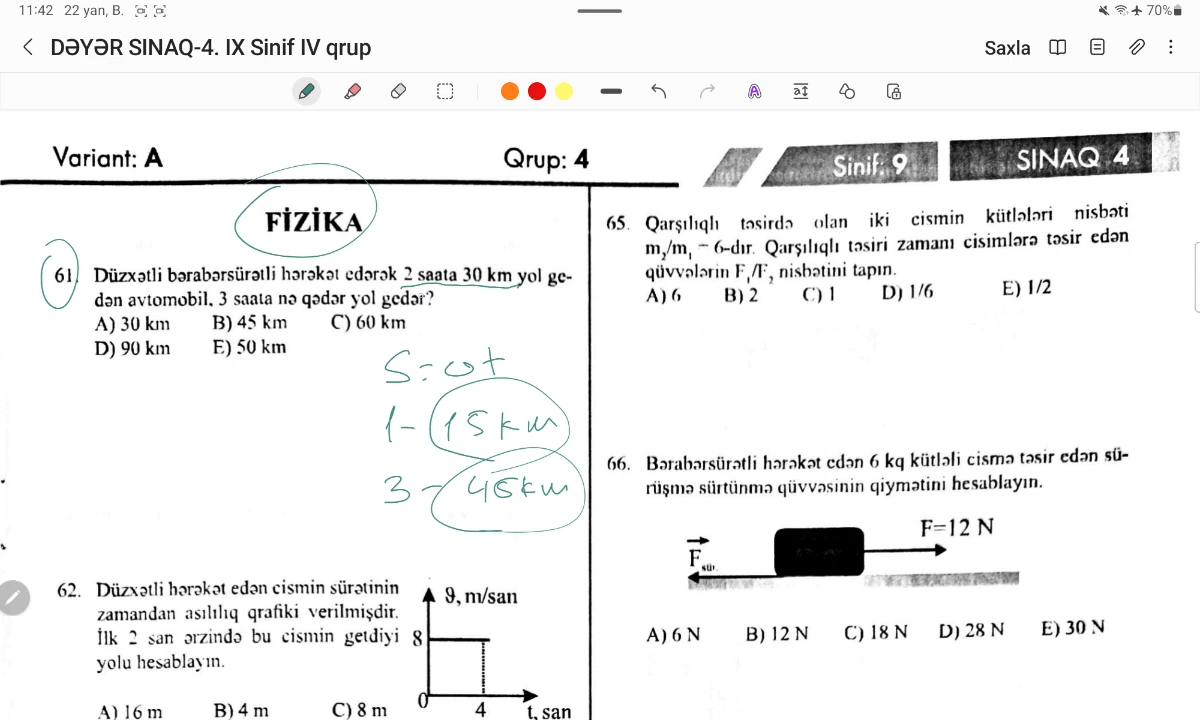 11:42 22 yan, B. 70%
DƏYƏR SINAQ-4. IX Sinif IV qrup
Saxla
Variant: A
Qrup: 4
Sinif: 9
SINAQ 4
FİZİKA
61. Düzxətli bərabərsürətli hərəkət edərək 2 saata 30 km yol ge-
dən avtomobil, 3 saata nə qədər yol gedər?
A) 30 km B) 45 km C) 60 km
D) 90 km E) 50 km
1- 15 km
3- 45 km
62. Düzxətli hərəkət edən cismin sürətinin
zamandan asılılıq qrafiki verilmişdir.
İlk 2 san ərzində bu cismin getdiyi
yolu hesablayın.
ϑ, m/san
8
0
4
t, san
A) 16 m B) 4 m C) 8 m
65. Qarşılıqlı təsirdə olan iki cismin kütlələri nisbəti
m₂/m₁ = 6-dır. Qarşılıqlı təsiri zamanı cisimlərə təsir edən
qüvvələrin F₁/F₂ nisbətini tapın.
A) 6 B) 2 C) 1 D) 1/6 E) 1/2
66. Bərabərsürətli hərəkət edən 6 kq kütləli cismə təsir edən sü-
rüşmə sürtünmə qüvvəsinin qiymətini hesablayın.
F=12 N
F sür.
A) 6 N B) 12 N C) 18 N D) 28 N E) 30 N